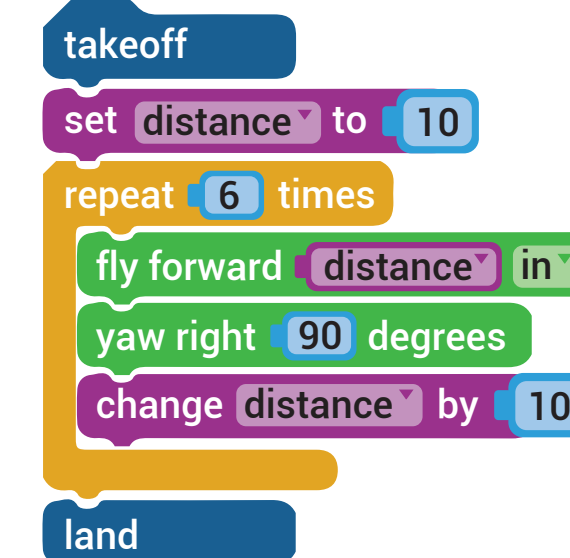 takeoff
set distance to 10
repeat 6 times
fly forward distance in
yaw right 90 degrees
change distance by 10
land